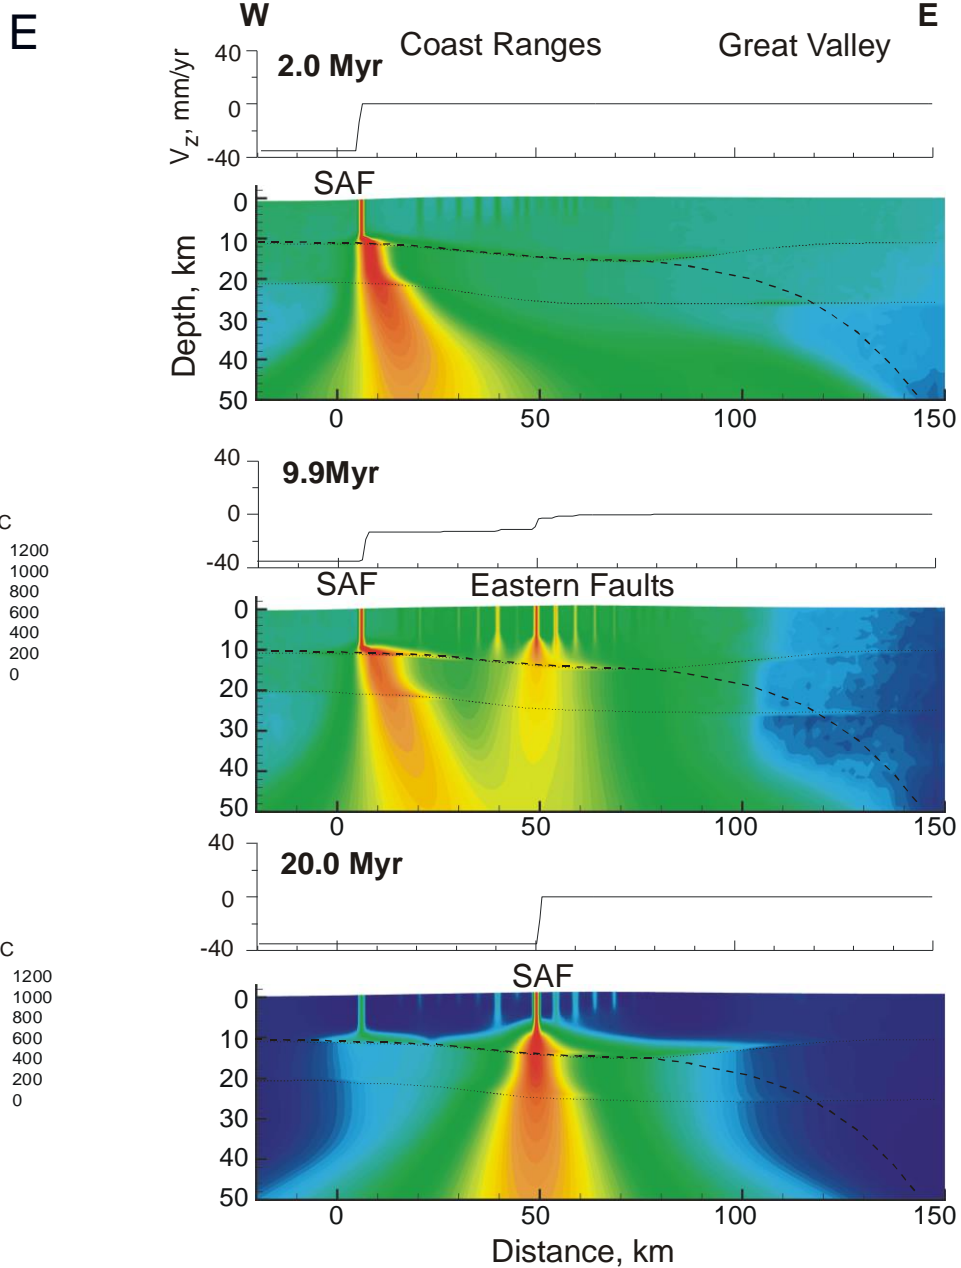 E
W E
Coast Ranges Great Valley
2.0 Myr
40
0
-40
Vz, mm/yr
SAF
0
10
20
30
40
50
Depth, km
0 50 100 150
9.9Myr
40
0
-40
SAF Eastern Faults
0
10
20
30
40
50
0 50 100 150
C
1200
1000
800
600
400
200
0
20.0 Myr
40
0
-40
SAF
0
10
20
30
40
50
0 50 100 150
Distance, km
C
1200
1000
800
600
400
200
0